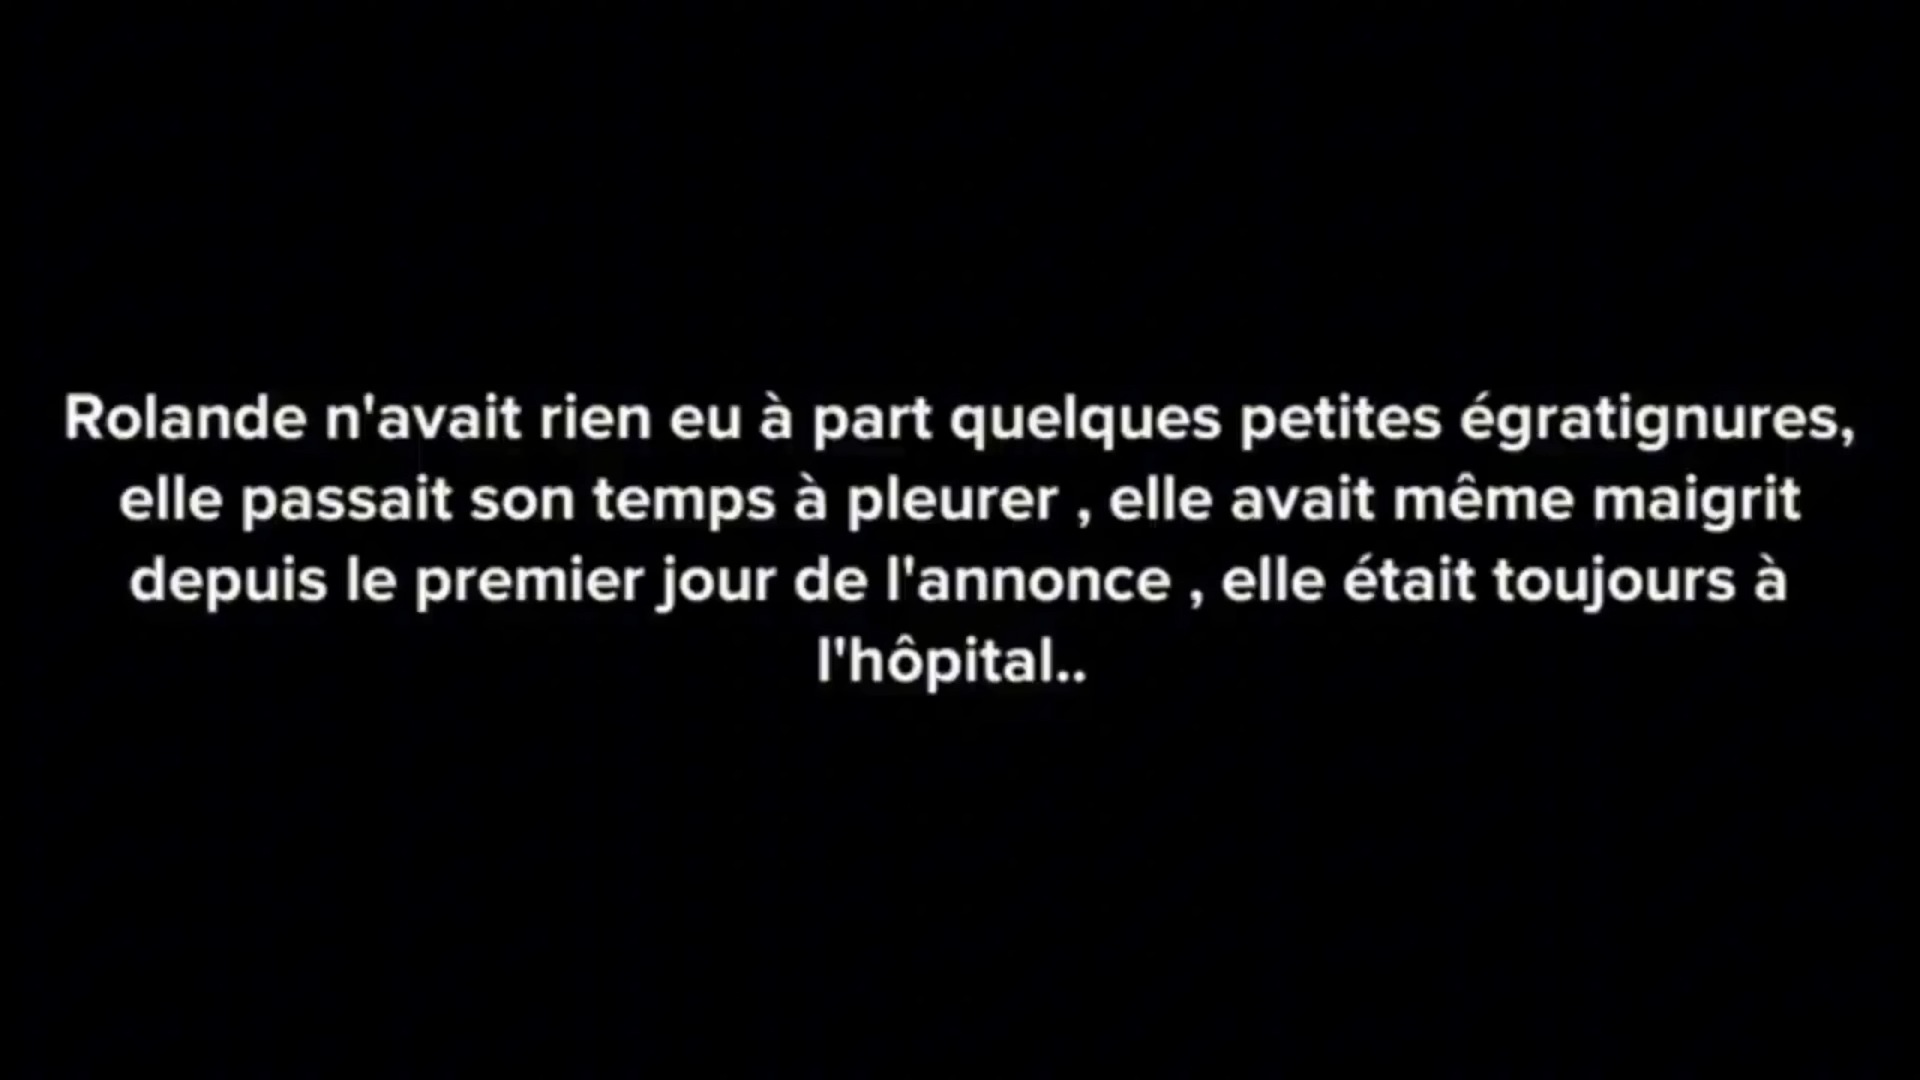 Rolande n'avait rien eu à part quelques petites égratignures,
elle passait son temps à pleurer , elle avait même maigrit
depuis le premier jour de l'annonce , elle était toujours à
l'hôpital..